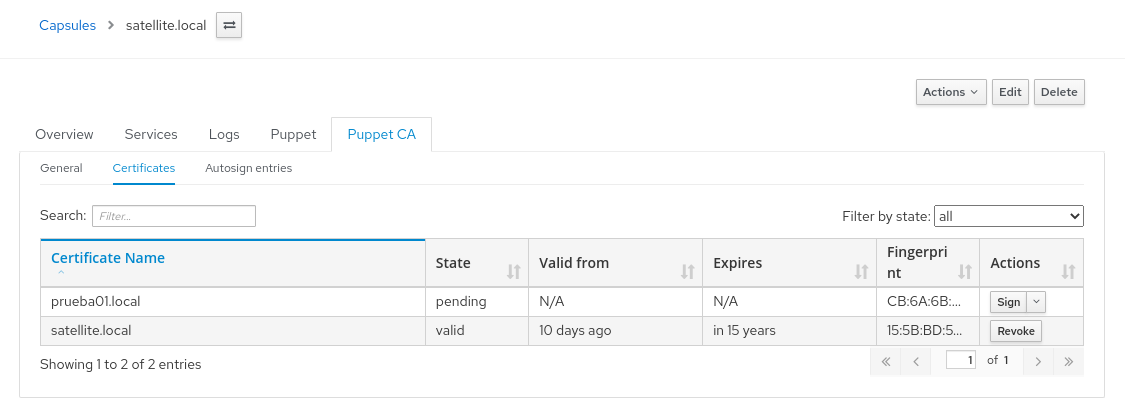 Capsules > satellite.local
Actions Edit Delete
Overview Services Logs Puppet Puppet CA
General Certificates Autosign entries
Search: Filter... Filter by state: all
Certificate Name State Valid from Expires Fingerpri
nt Actions
prueba01.local pending N/A N/A CB:6A:6B:... Sign
satellite.local valid 10 days ago in 15 years 15:5B:BD:5... Revoke
Showing 1 to 2 of 2 entries « < 1 of 1 > »